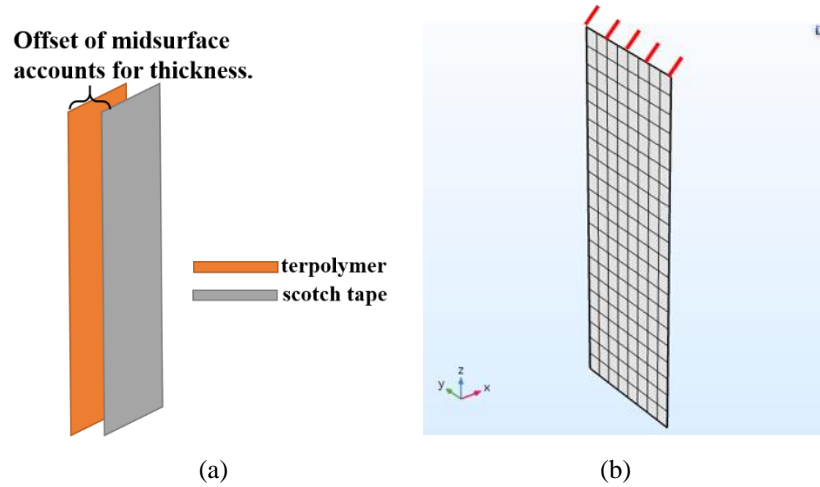 Offset of midsurface
accounts for thickness.
terpolymer
scotch tape
z
y
x
(a)
(b)